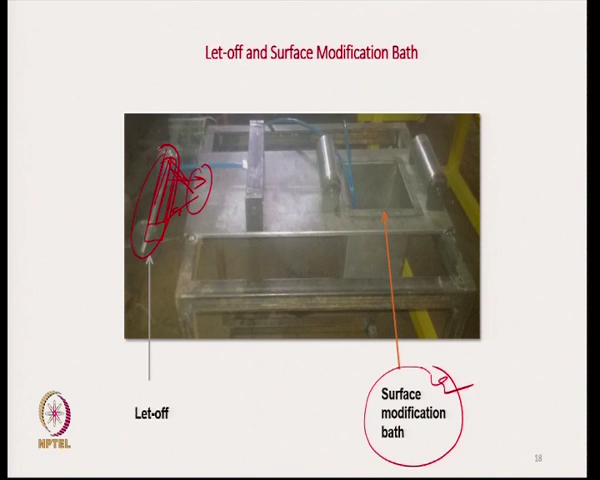 Let-off and Surface Modification Bath
Let-off
Surface
modification
bath
NPTEL
18